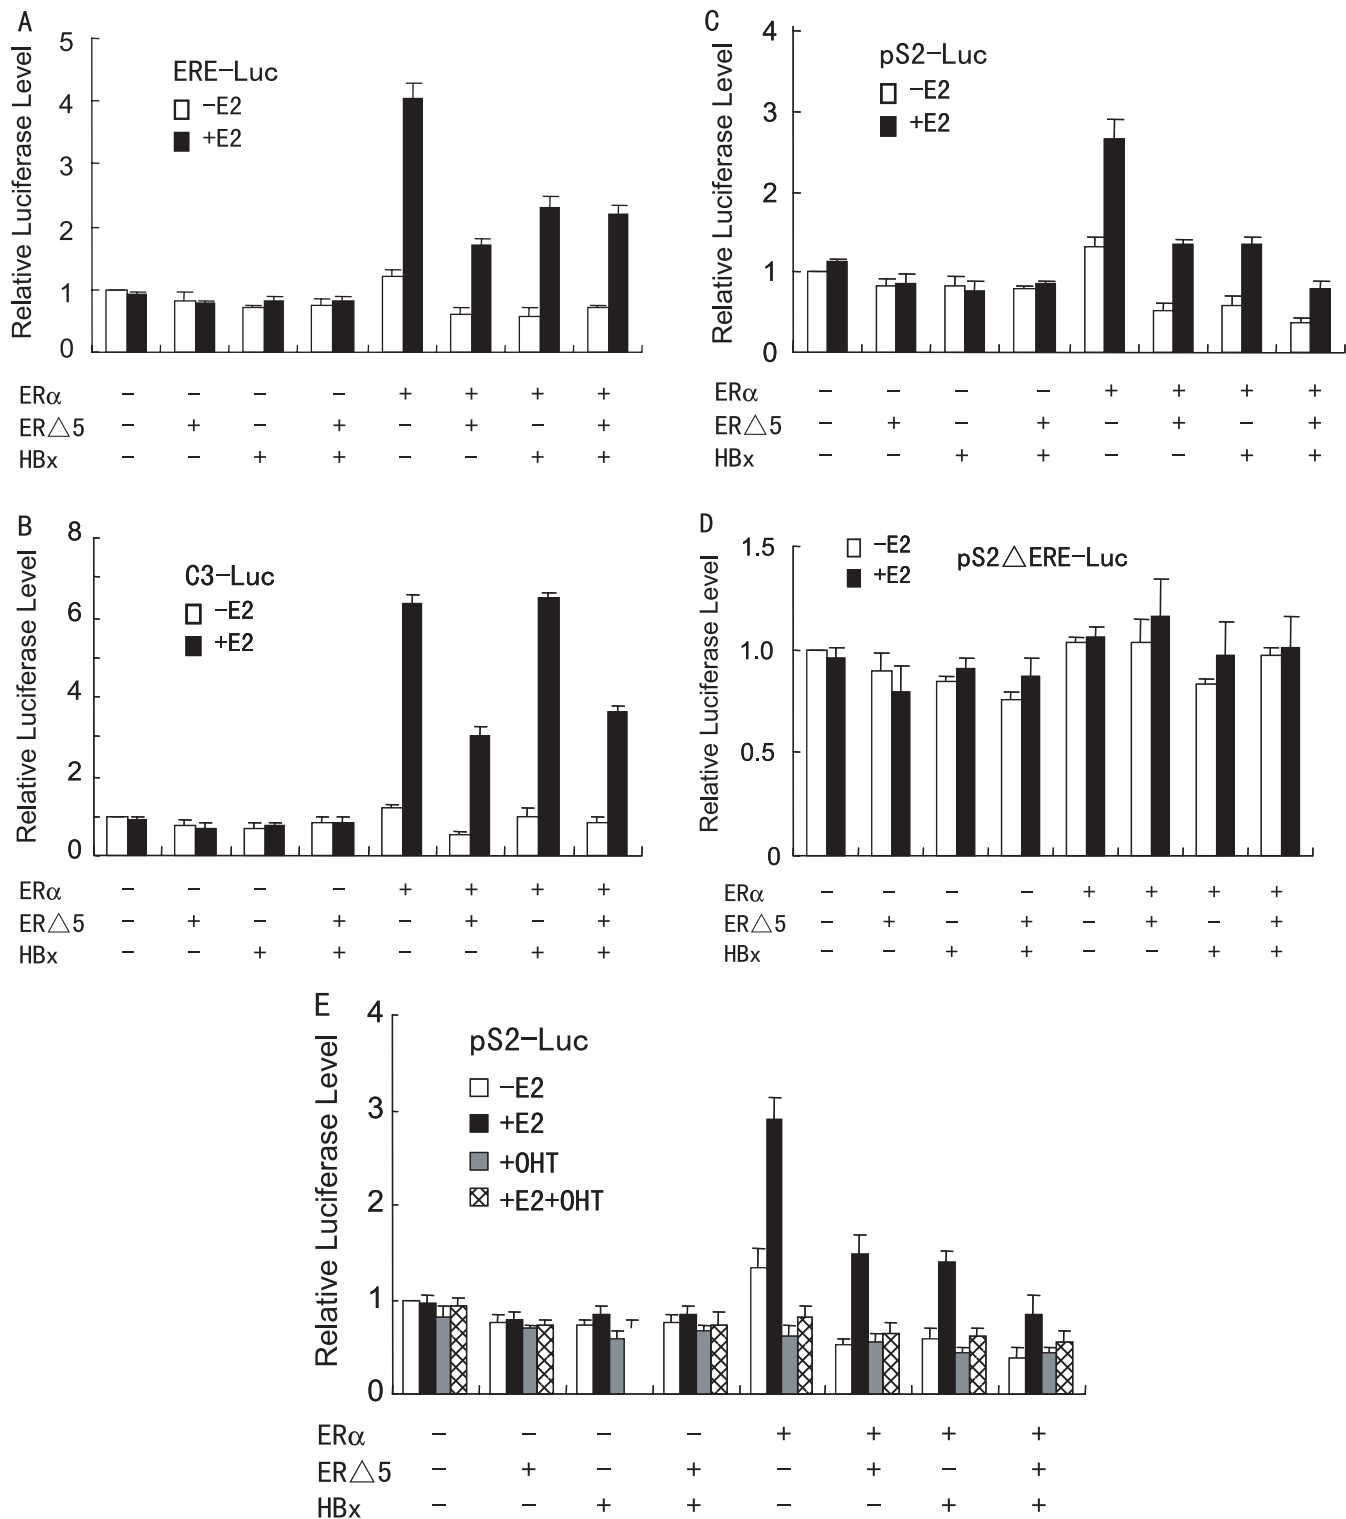 A
Relative Luciferase Level
5
4
3
2
1
0
ERE-Luc
-E2
+E2
ERα - - - - + + + +
ER△5 - + - + - + - +
HBx - - + + - - + +
C
Relative Luciferase Level
4
3
2
1
0
pS2-Luc
-E2
+E2
ERα - - - - + + + +
ER△5 - + - + - + - +
HBx - - + + - - + +
B
Relative Luciferase Level
8
6
4
2
0
C3-Luc
-E2
+E2
ERα - - - - + + + +
ER△5 - + - + - + - +
HBx - - + + - - + +
D
Relative Luciferase Level
1.5
1.0
0.5
0
-E2
+E2
pS2△ERE-Luc
ERα - - - - + + + +
ER△5 - + - + - + - +
HBx - - + + - - + +
E
Relative Luciferase Level
4
3
2
1
0
pS2-Luc
-E2
+E2
+OHT
+E2+OHT
ERα - - - - + + + +
ER△5 - + - + - + - +
HBx - - + + - - + +